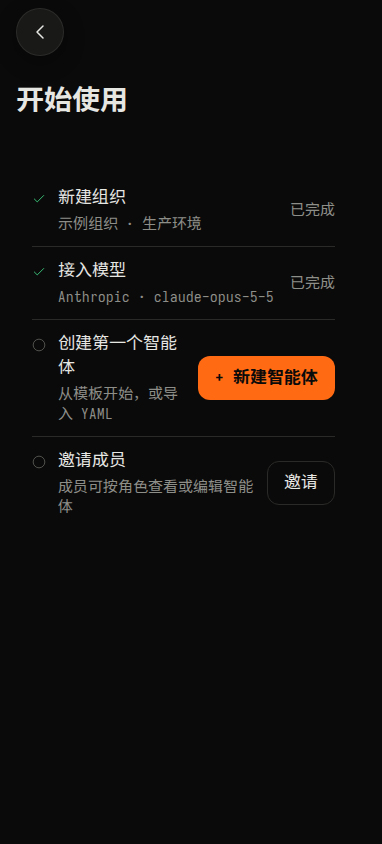 开始使用
新建组织
示例组织 · 生产环境
已完成
接入模型
Anthropic · claude-opus-5-5
已完成
创建第一个智能
体
从模板开始，或导
入 YAML
+ 新建智能体
邀请成员
成员可按角色查看或编辑智能
体
邀请